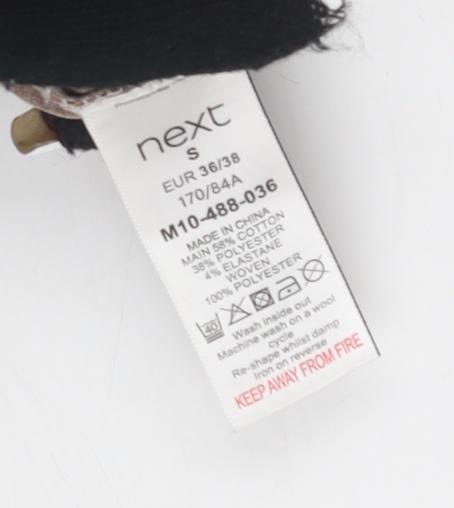 next
S
EUR 36/38
170/84A
M10-488-036
MADE IN CHINA
MAIN 58% COTTON
38% POLYESTER
4% ELASTANE
WOVEN
100% POLYESTER
40
Wash inside out
Machine wash on a wool
cycle
Re-shape whilst damp
Iron on reverse
KEEP AWAY FROM FIRE